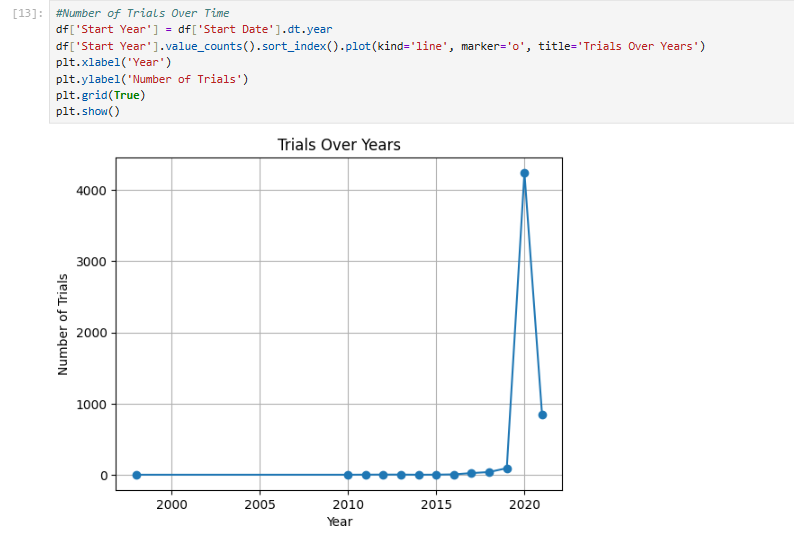 [13]: #Number of Trials Over Time
df['Start Year'] = df['Start Date'].dt.year
df['Start Year'].value_counts().sort_index().plot(kind='line', marker='o', title='Trials Over Years')
plt.xlabel('Year')
plt.ylabel('Number of Trials')
plt.grid(True)
plt.show()
Trials Over Years
Number of Trials
4000
3000
2000
1000
0
2000 2005 2010 2015 2020
Year